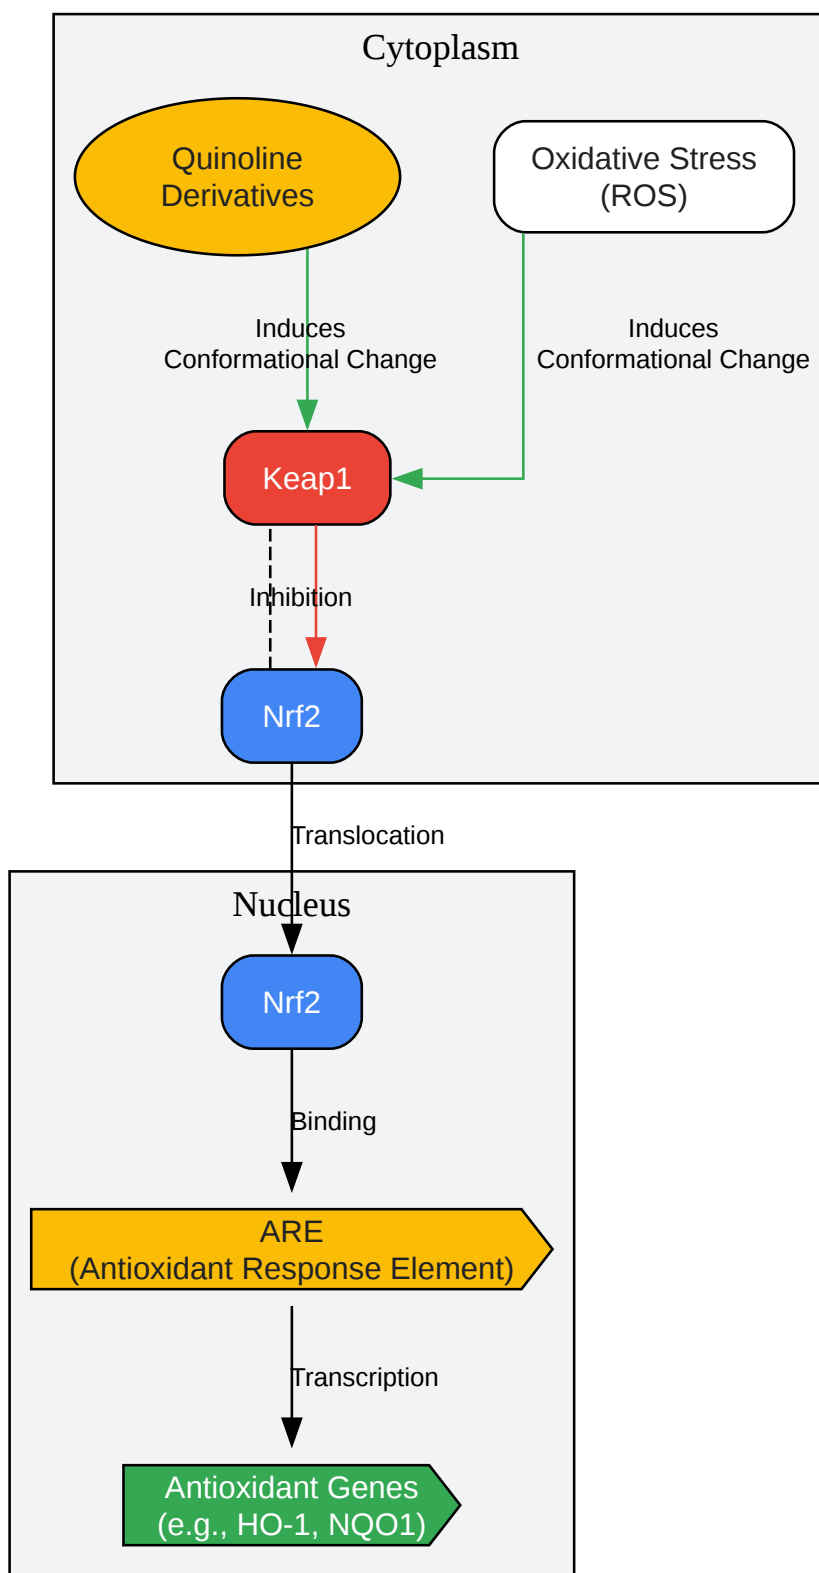 Cytoplasm
Quinoline
Derivatives
Oxidative Stress
(ROS)
Induces
Conformational Change
Induces
Conformational Change
Keap1
Inhibition
Nrf2
Translocation
Nucleus
Nrf2
Binding
ARE
(Antioxidant Response Element)
Transcription
Antioxidant Genes
(e.g., HO-1, NQO1)